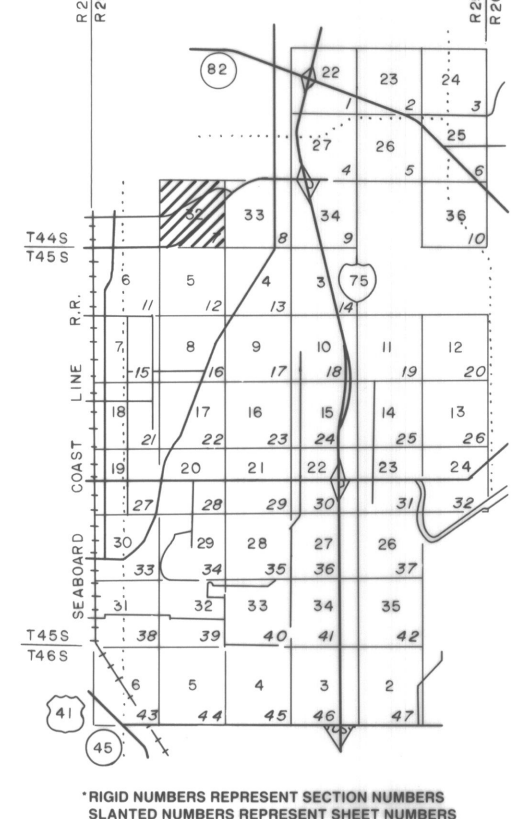 R2 R2 R2 R26
82 22 23 24
1 2 3
27 26 25
4 5 6
32 33 34 36
7 8 9 10
T44S
T45S
6 5 4 3 75
11 12 13 14
R.R.
7 8 9 10 11 12
15 16 17 18 19 20
LINE
18 17 16 15 14 13
21 22 23 24 25 26
COAST
19 20 21 22 23 24
27 28 29 30 31 32
30 29 28 27 26
33 34 35 36 37
SEABOARD
31 32 33 34 35
T45S 38 39 40 41 42
T46S
6 5 4 3 2
41 43 44 45 46 47
45
*RIGID NUMBERS REPRESENT SECTION NUMBERS
SLANTED NUMBERS REPRESENT SHEET NUMBERS